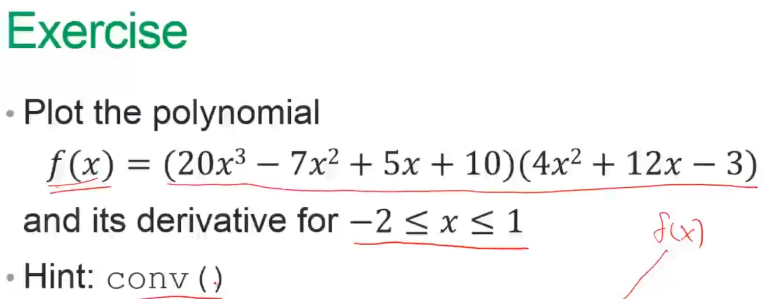 Exercise
• Plot the polynomial
f(x) = (20x³ − 7x² + 5x + 10)(4x² + 12x − 3)
and its derivative for −2 ≤ x ≤ 1
f(x)
• Hint: conv()